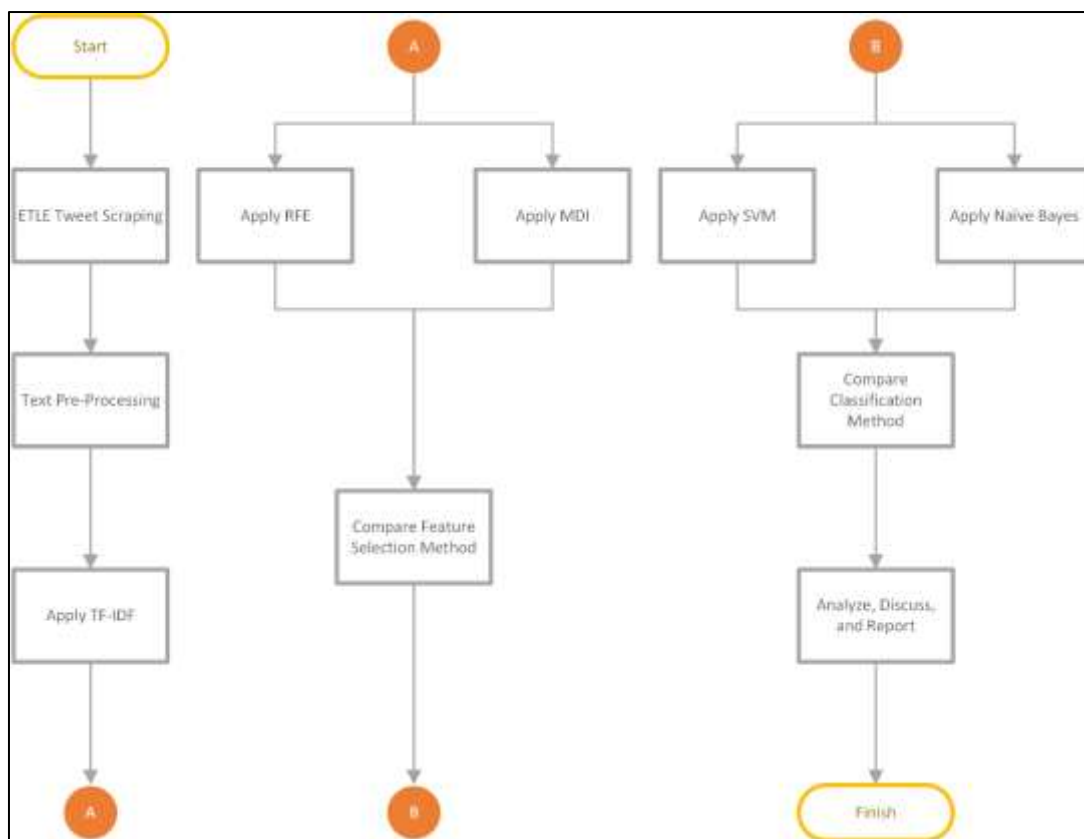 Start
ETLE Tweet Scraping
Text Pre-Processing
Apply TF-IDF
A
A
Apply RFE
Apply MDI
Compare Feature
Selection Method
B
B
Apply SVM
Apply Naive Bayes
Compare
Classification
Method
Analyze, Discuss,
and Report
Finish